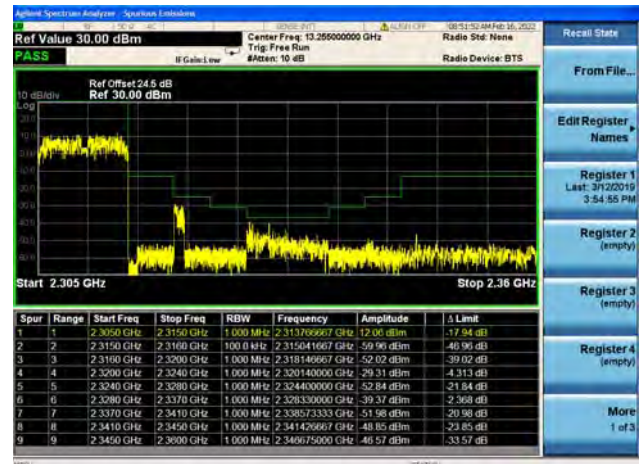 Agilent Spectrum Analyzer - Spurious Emissions
RF 50 Ω AC SENSE:INT ALIGN OFF 08:51:52 AM Feb 16, 2022
Ref Value 30.00 dBm
Center Freq: 13.255000000 GHz
Radio Std: None
Trig: Free Run
PASS
IFGain:Low
#Atten: 10 dB
Radio Device: BTS
Ref Offset 24.5 dB
10 dB/div Ref 30.00 dBm
Log
Start 2.305 GHz
Stop 2.36 GHz
Spur Range Start Freq Stop Freq RBW Frequency Amplitude Δ Limit
1 1 2.3050 GHz 2.3150 GHz 1.000 MHz 2.313766667 GHz 12.06 dBm -17.94 dB
2 2 2.3150 GHz 2.3160 GHz 100.0 kHz 2.315041667 GHz -59.96 dBm -46.96 dB
3 3 2.3160 GHz 2.3200 GHz 1.000 MHz 2.318146667 GHz -52.02 dBm -39.02 dB
4 4 2.3200 GHz 2.3240 GHz 1.000 MHz 2.320140000 GHz -29.31 dBm -4.313 dB
5 5 2.3240 GHz 2.3280 GHz 1.000 MHz 2.324400000 GHz -52.84 dBm -21.84 dB
6 6 2.3280 GHz 2.3370 GHz 1.000 MHz 2.328330000 GHz -39.37 dBm -2.368 dB
7 7 2.3370 GHz 2.3410 GHz 1.000 MHz 2.338573333 GHz -51.98 dBm -20.98 dB
8 8 2.3410 GHz 2.3450 GHz 1.000 MHz 2.341426667 GHz -48.85 dBm -23.85 dB
9 9 2.3450 GHz 2.3600 GHz 1.000 MHz 2.346675000 GHz -46.57 dBm -33.57 dB
Recall State
From File...
Edit Register
Names
Register 1
Last: 3/12/2019
3:54:55 PM
Register 2
(empty)
Register 3
(empty)
Register 4
(empty)
More
1 of 3